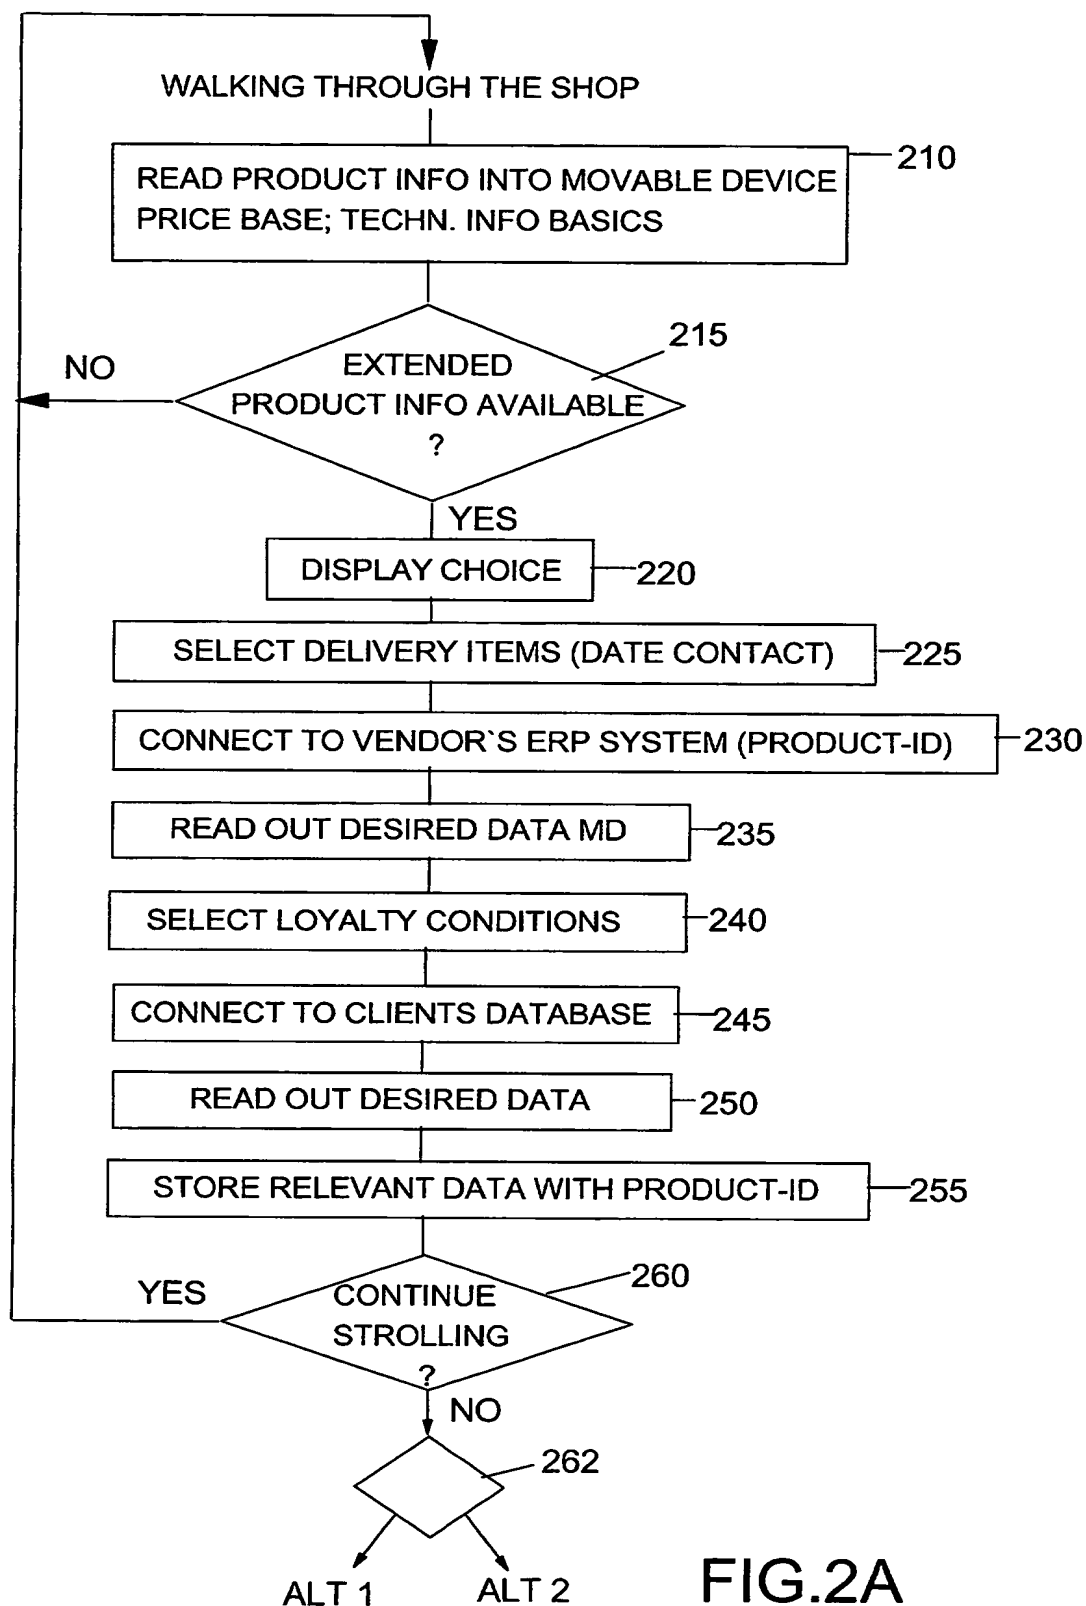 WALKING THROUGH THE SHOP
210
READ PRODUCT INFO INTO MOVABLE DEVICE
PRICE BASE; TECHN. INFO BASICS
215
NO
EXTENDED
PRODUCT INFO AVAILABLE
?
YES
DISPLAY CHOICE
220
SELECT DELIVERY ITEMS (DATE CONTACT)
225
CONNECT TO VENDOR`S ERP SYSTEM (PRODUCT-ID)
230
READ OUT DESIRED DATA MD
235
SELECT LOYALTY CONDITIONS
240
CONNECT TO CLIENTS DATABASE
245
READ OUT DESIRED DATA
250
STORE RELEVANT DATA WITH PRODUCT-ID
255
260
YES
CONTINUE
STROLLING
?
NO
262
ALT 1
ALT 2
FIG.2A